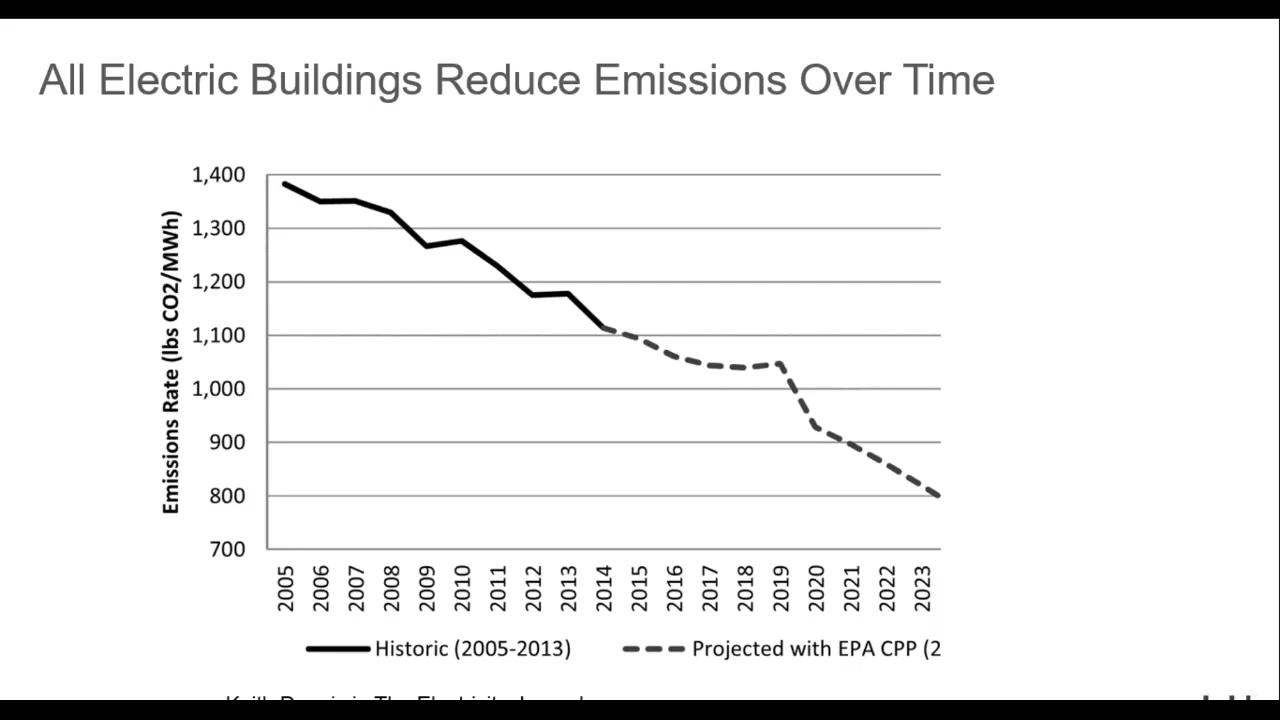 All Electric Buildings Reduce Emissions Over Time
Emissions Rate (lbs CO2/MWh)
1,400
1,300
1,200
1,100
1,000
900
800
700
2005 2006 2007 2008 2009 2010 2011 2012 2013 2014 2015 2016 2017 2018 2019 2020 2021 2022 2023
Historic (2005-2013) Projected with EPA CPP (2